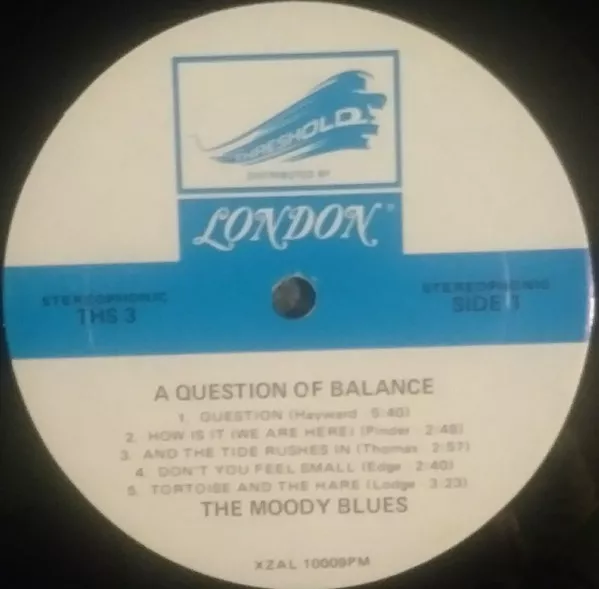 THRESHOLD
DISTRIBUTED BY
LONDON®
STEREOPHONIC
THS 3
STEREOPHONIC
SIDE 1
A QUESTION OF BALANCE
1. QUESTION (Hayward 5:40)
2. HOW IS IT (WE ARE HERE) (Pinder 2:48)
3. AND THE TIDE RUSHES IN (Thomas 2:57)
4. DON'T YOU FEEL SMALL (Edge 2:40)
5. TORTOISE AND THE HARE (Lodge 3:23)
THE MOODY BLUES
XZAL 10009PM